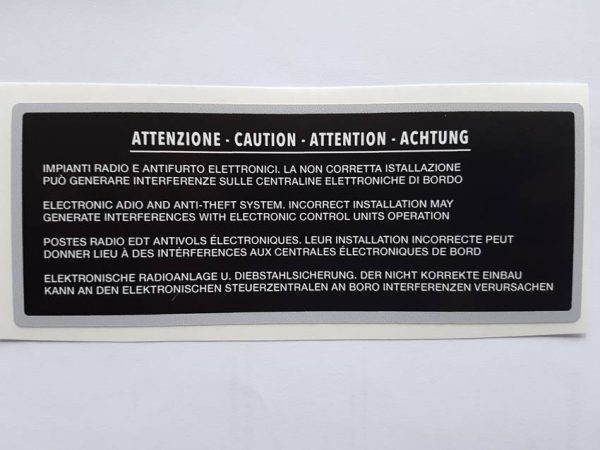 ATTENZIONE - CAUTION - ATTENTION - ACHTUNG
IMPIANTI RADIO E ANTIFURTO ELETTRONICI. LA NON CORRETTA ISTALLAZIONE
PUÒ GENERARE INTERFERENZE SULLE CENTRALINE ELETTRONICHE DI BORDO
ELECTRONIC ADIO AND ANTI-THEFT SYSTEM. INCORRECT INSTALLATION MAY
GENERATE INTERFERENCES WITH ELECTRONIC CONTROL UNITS OPERATION
POSTES RADIO EDT ANTIVOLS ÉLECTRONIQUES. LEUR INSTALLATION INCORRECTE PEUT
DONNER LIEU À DES INTÉRFERENCES AUX CENTRALES ÉLECTRONIQUES DE BORD
ELEKTRONISCHE RADIOANLAGE U. DIEBSTAHLSICHERUNG. DER NICHT KORREKTE EINBAU
KANN AN DEN ELEKTRONISCHEN STEUERZENTRALEN AN BORO INTERFERENZEN VERURSACHEN